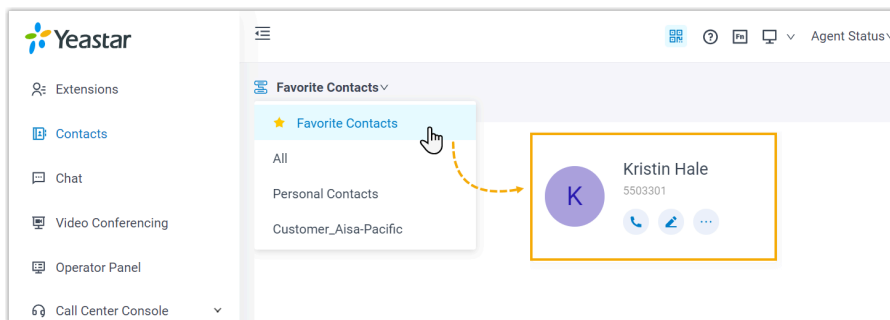 Yeastar
Agent Status
Fn
Extensions
Favorite Contacts
Favorite Contacts
Contacts
All
Kristin Hale
Chat
Personal Contacts
5503301
K
Video Conferencing
Customer_Aisa-Pacific
Operator Panel
Call Center Console